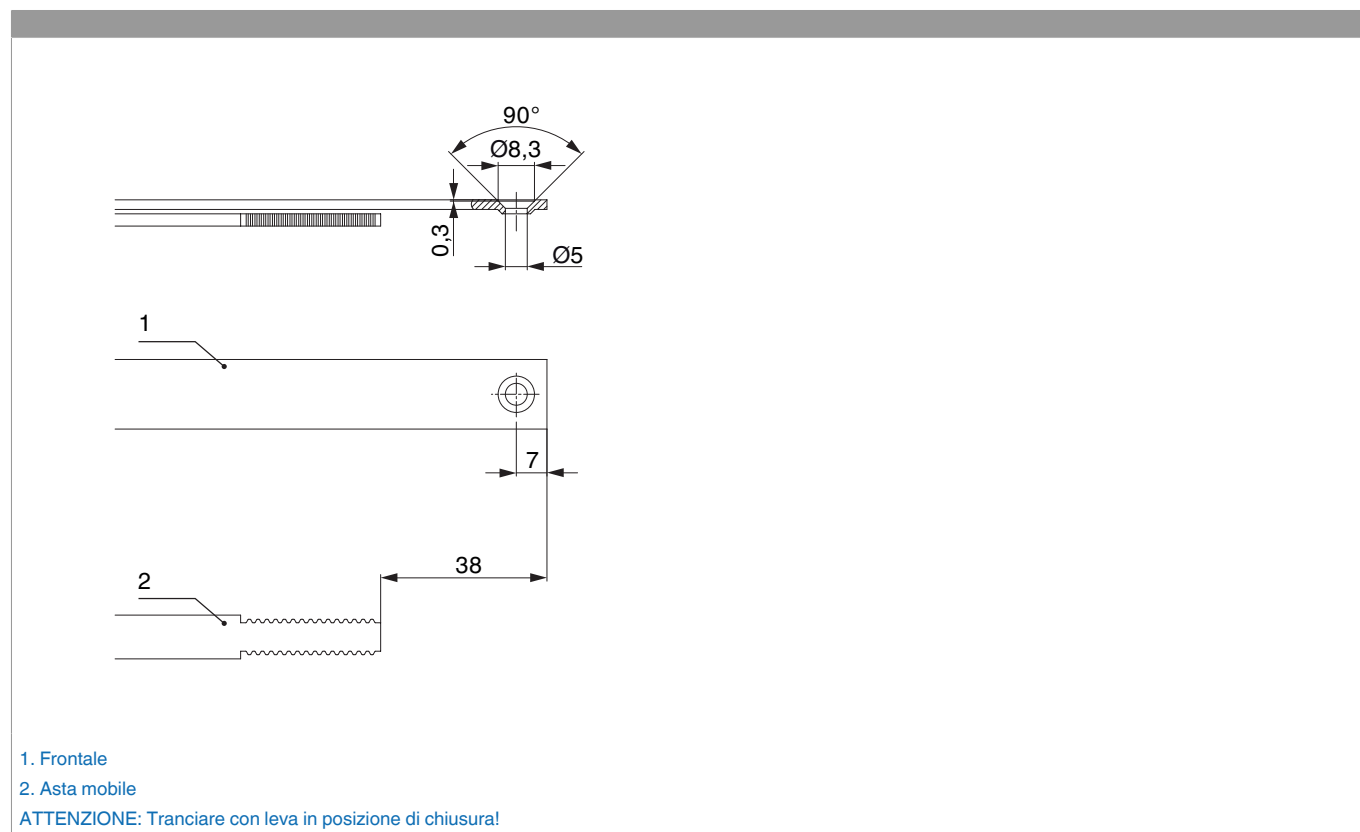 90°
Ø8,3
0,3
Ø5
1
7
38
2
1. Frontale
2. Asta mobile
ATTENZIONE: Tranciare con leva in posizione di chiusura!